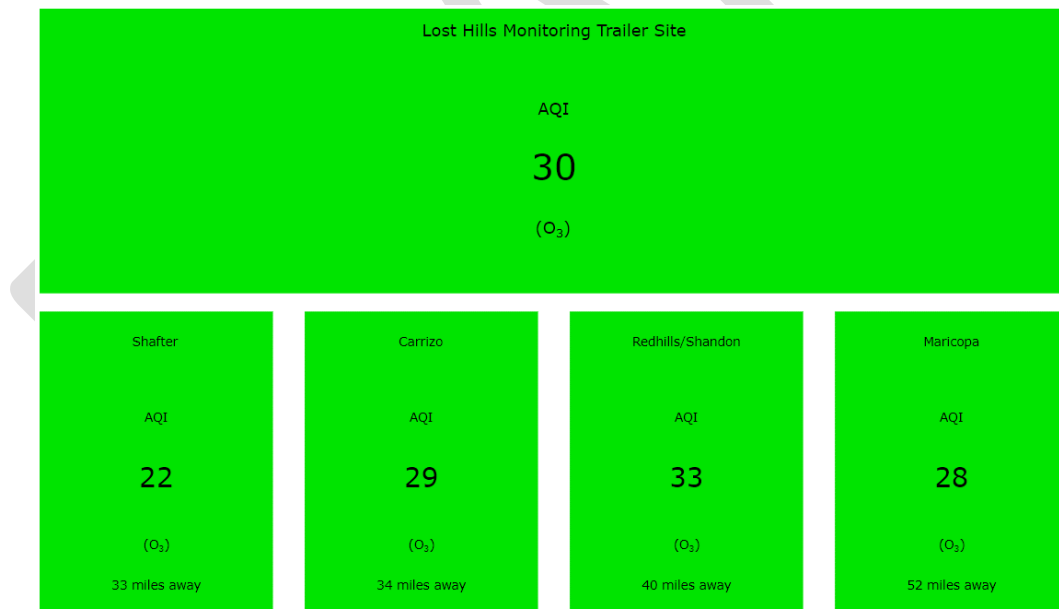 Lost Hills Monitoring Trailer Site
AQI
30
(O₃)
Shafter
AQI
22
(O₃)
33 miles away
Carrizo
AQI
29
(O₃)
34 miles away
Redhills/Shandon
AQI
33
(O₃)
40 miles away
Maricopa
AQI
28
(O₃)
52 miles away